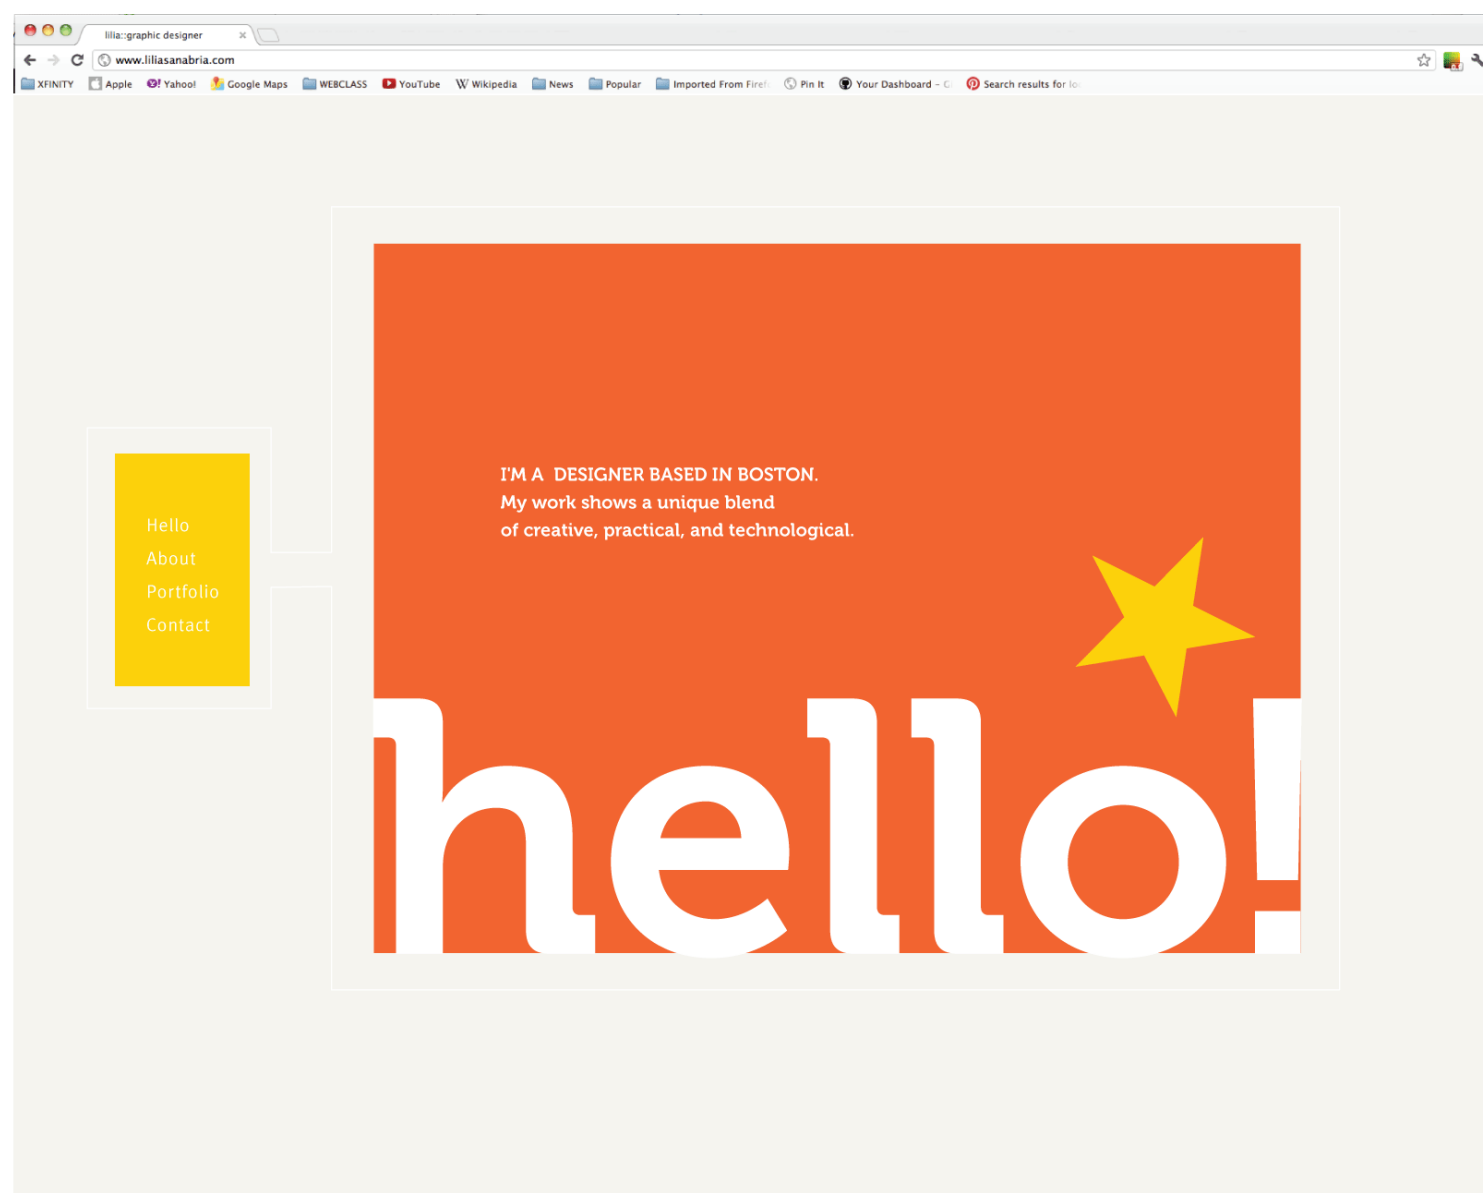 lilia::graphic designer
www.liliasanabria.com
XFINITY Apple Yahoo! Google Maps WEBCLASS YouTube Wikipedia News Popular Imported From Firef Pin It Your Dashboard – Search results for lo
Hello
About
Portfolio
Contact
I'M A DESIGNER BASED IN BOSTON.
My work shows a unique blend
of creative, practical, and technological.
hello!